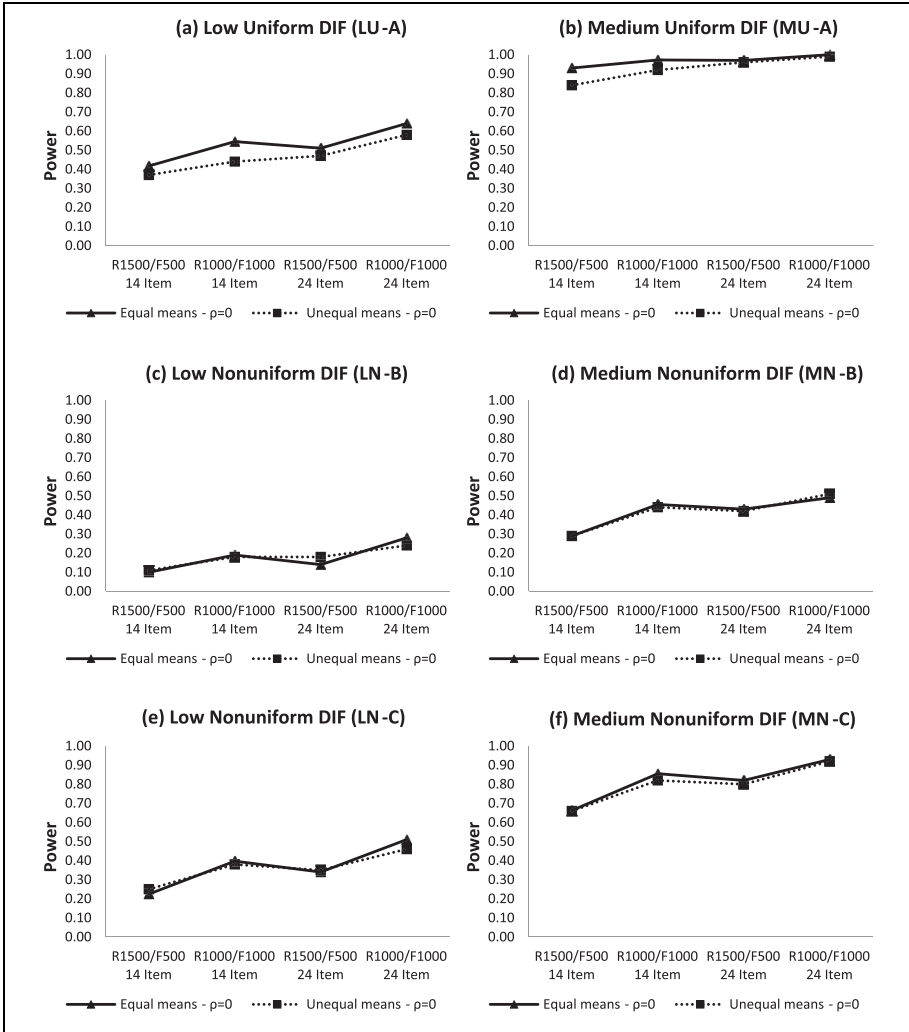 (a) Low Uniform DIF (LU-A)
1.00
0.90
0.80
0.70
0.60
0.50
0.40
0.30
0.20
0.10
0.00
Power
R1500/F500 R1000/F1000 R1500/F500 R1000/F1000
14 Item 14 Item 24 Item 24 Item
Equal means - ρ=0 Unequal means - ρ=0
(b) Medium Uniform DIF (MU-A)
1.00
0.90
0.80
0.70
0.60
0.50
0.40
0.30
0.20
0.10
0.00
Power
R1500/F500 R1000/F1000 R1500/F500 R1000/F1000
14 Item 14 Item 24 Item 24 Item
Equal means - ρ=0 Unequal means - ρ=0
(c) Low Nonuniform DIF (LN-B)
1.00
0.90
0.80
0.70
0.60
0.50
0.40
0.30
0.20
0.10
0.00
Power
R1500/F500 R1000/F1000 R1500/F500 R1000/F1000
14 Item 14 Item 24 Item 24 Item
Equal means - ρ=0 Unequal means - ρ=0
(d) Medium Nonuniform DIF (MN-B)
1.00
0.90
0.80
0.70
0.60
0.50
0.40
0.30
0.20
0.10
0.00
Power
R1500/F500 R1000/F1000 R1500/F500 R1000/F1000
14 Item 14 Item 24 Item 24 Item
Equal means - ρ=0 Unequal means - ρ=0
(e) Low Nonuniform DIF (LN-C)
1.00
0.90
0.80
0.70
0.60
0.50
0.40
0.30
0.20
0.10
0.00
Power
R1500/F500 R1000/F1000 R1500/F500 R1000/F1000
14 Item 14 Item 24 Item 24 Item
Equal means - ρ=0 Unequal means - ρ=0
(f) Medium Nonuniform DIF (MN-C)
1.00
0.90
0.80
0.70
0.60
0.50
0.40
0.30
0.20
0.10
0.00
Power
R1500/F500 R1000/F1000 R1500/F500 R1000/F1000
14 Item 14 Item 24 Item 24 Item
Equal means - ρ=0 Unequal means - ρ=0